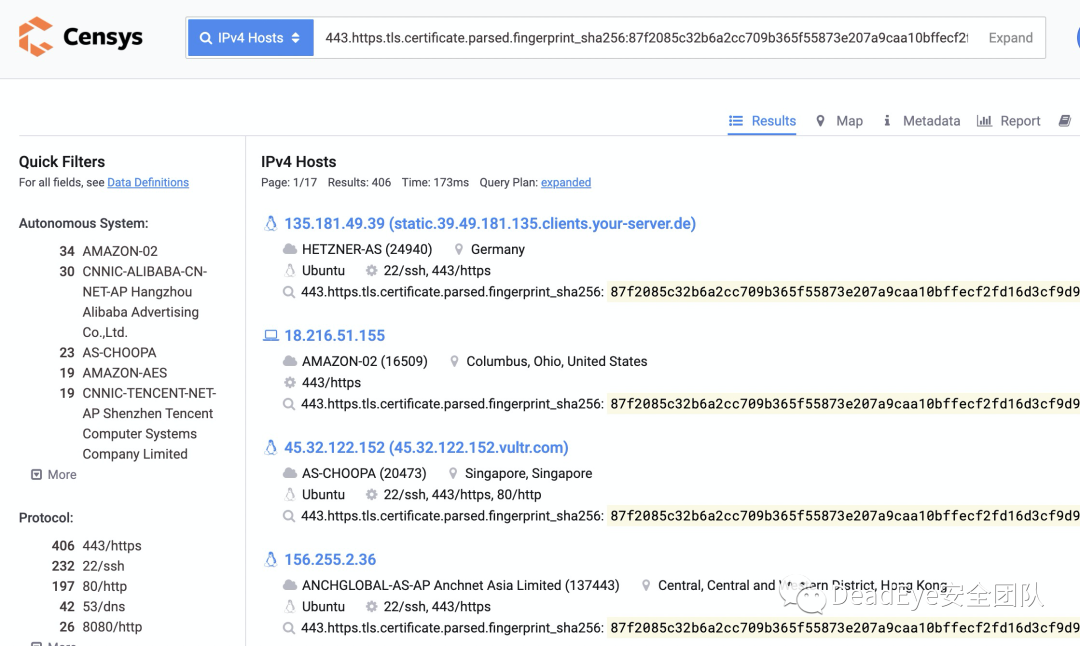 Censys
IPv4 Hosts
443.https.tls.certificate.parsed.fingerprint_sha256:87f2085c32b6a2cc709b365f55873e207a9caa10bffecf2f
Expand
Results
Map
Metadata
Report
Quick Filters
For all fields, see Data Definitions
Autonomous System:
34 AMAZON-02
30 CNNIC-ALIBABA-CN-
NET-AP Hangzhou
Alibaba Advertising
Co.,Ltd.
23 AS-CHOOPA
19 AMAZON-AES
19 CNNIC-TENCENT-NET-
AP Shenzhen Tencent
Computer Systems
Company Limited
More
Protocol:
406 443/https
232 22/ssh
197 80/http
42 53/dns
26 8080/http
More
IPv4 Hosts
Page: 1/17 Results: 406 Time: 173ms Query Plan: expanded
135.181.49.39 (static.39.49.181.135.clients.your-server.de)
HETZNER-AS (24940) Germany
Ubuntu 22/ssh, 443/https
443.https.tls.certificate.parsed.fingerprint_sha256: 87f2085c32b6a2cc709b365f55873e207a9caa10bffecf2fd16d3cf9d9
18.216.51.155
AMAZON-02 (16509) Columbus, Ohio, United States
443/https
443.https.tls.certificate.parsed.fingerprint_sha256: 87f2085c32b6a2cc709b365f55873e207a9caa10bffecf2fd16d3cf9d9
45.32.122.152 (45.32.122.152.vultr.com)
AS-CHOOPA (20473) Singapore, Singapore
Ubuntu 22/ssh, 443/https, 80/http
443.https.tls.certificate.parsed.fingerprint_sha256: 87f2085c32b6a2cc709b365f55873e207a9caa10bffecf2fd16d3cf9d9
156.255.2.36
ANCHGLOBAL-AS-AP Anchnet Asia Limited (137443) Central, Central and Western District, Hong Kong
Ubuntu 22/ssh, 443/https
443.https.tls.certificate.parsed.fingerprint_sha256: 87f2085c32b6a2cc709b365f55873e207a9caa10bffecf2fd16d3cf9d9
DeadEye安全团队